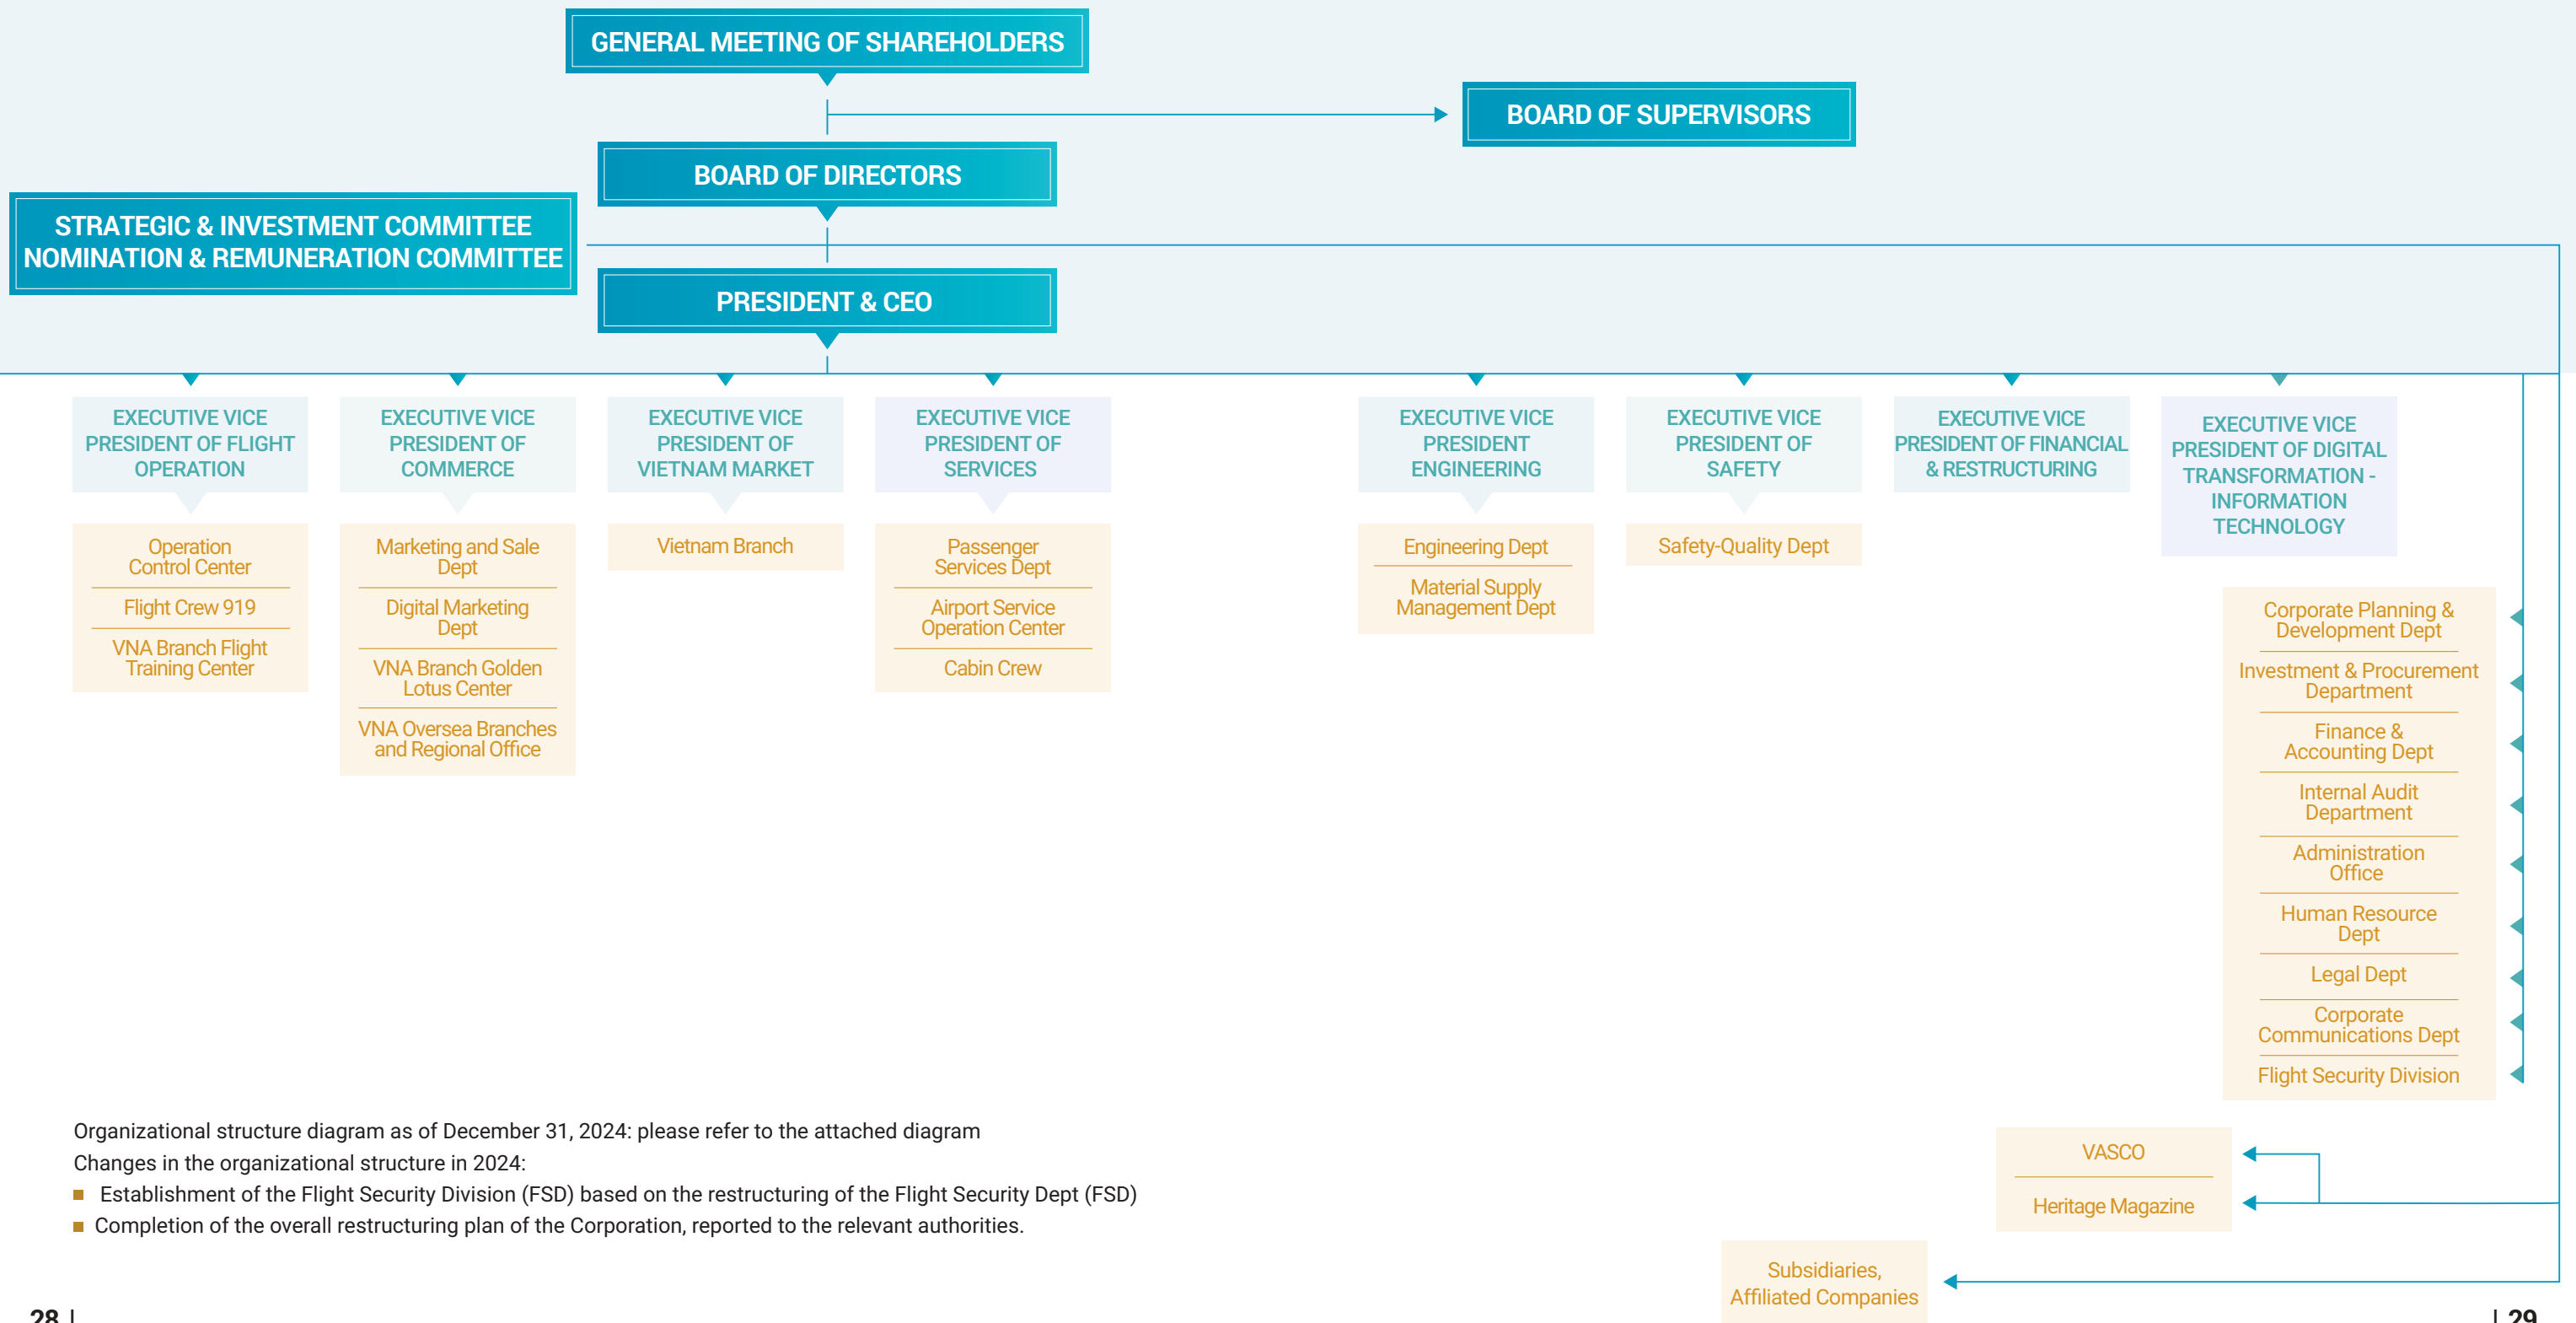 GENERAL MEETING OF SHAREHOLDERS
BOARD OF SUPERVISORS
BOARD OF DIRECTORS
STRATEGIC & INVESTMENT COMMITTEE
NOMINATION & REMUNERATION COMMITTEE
PRESIDENT & CEO
EXECUTIVE VICE
PRESIDENT OF FLIGHT
OPERATION
Operation
Control Center
Flight Crew 919
VNA Branch Flight
Training Center
EXECUTIVE VICE
PRESIDENT OF
COMMERCE
Marketing and Sale
Dept
Digital Marketing
Dept
VNA Branch Golden
Lotus Center
VNA Oversea Branches
and Regional Office
EXECUTIVE VICE
PRESIDENT OF
VIETNAM MARKET
Vietnam Branch
EXECUTIVE VICE
PRESIDENT OF
SERVICES
Passenger
Services Dept
Airport Service
Operation Center
Cabin Crew
EXECUTIVE VICE
PRESIDENT
ENGINEERING
Engineering Dept
Material Supply
Management Dept
EXECUTIVE VICE
PRESIDENT OF
SAFETY
Safety-Quality Dept
EXECUTIVE VICE
PRESIDENT OF FINANCIAL
& RESTRUCTURING
EXECUTIVE VICE
PRESIDENT OF DIGITAL
TRANSFORMATION -
INFORMATION
TECHNOLOGY
Corporate Planning &
Development Dept
Investment & Procurement
Department
Finance &
Accounting Dept
Internal Audit
Department
Administration
Office
Human Resource
Dept
Legal Dept
Corporate
Communications Dept
Flight Security Division
VASCO
Heritage Magazine
Subsidiaries,
Affiliated Companies
Organizational structure diagram as of December 31, 2024: please refer to the attached diagram
Changes in the organizational structure in 2024:
Establishment of the Flight Security Division (FSD) based on the restructuring of the Flight Security Dept (FSD)
Completion of the overall restructuring plan of the Corporation, reported to the relevant authorities.
28 |
| 29